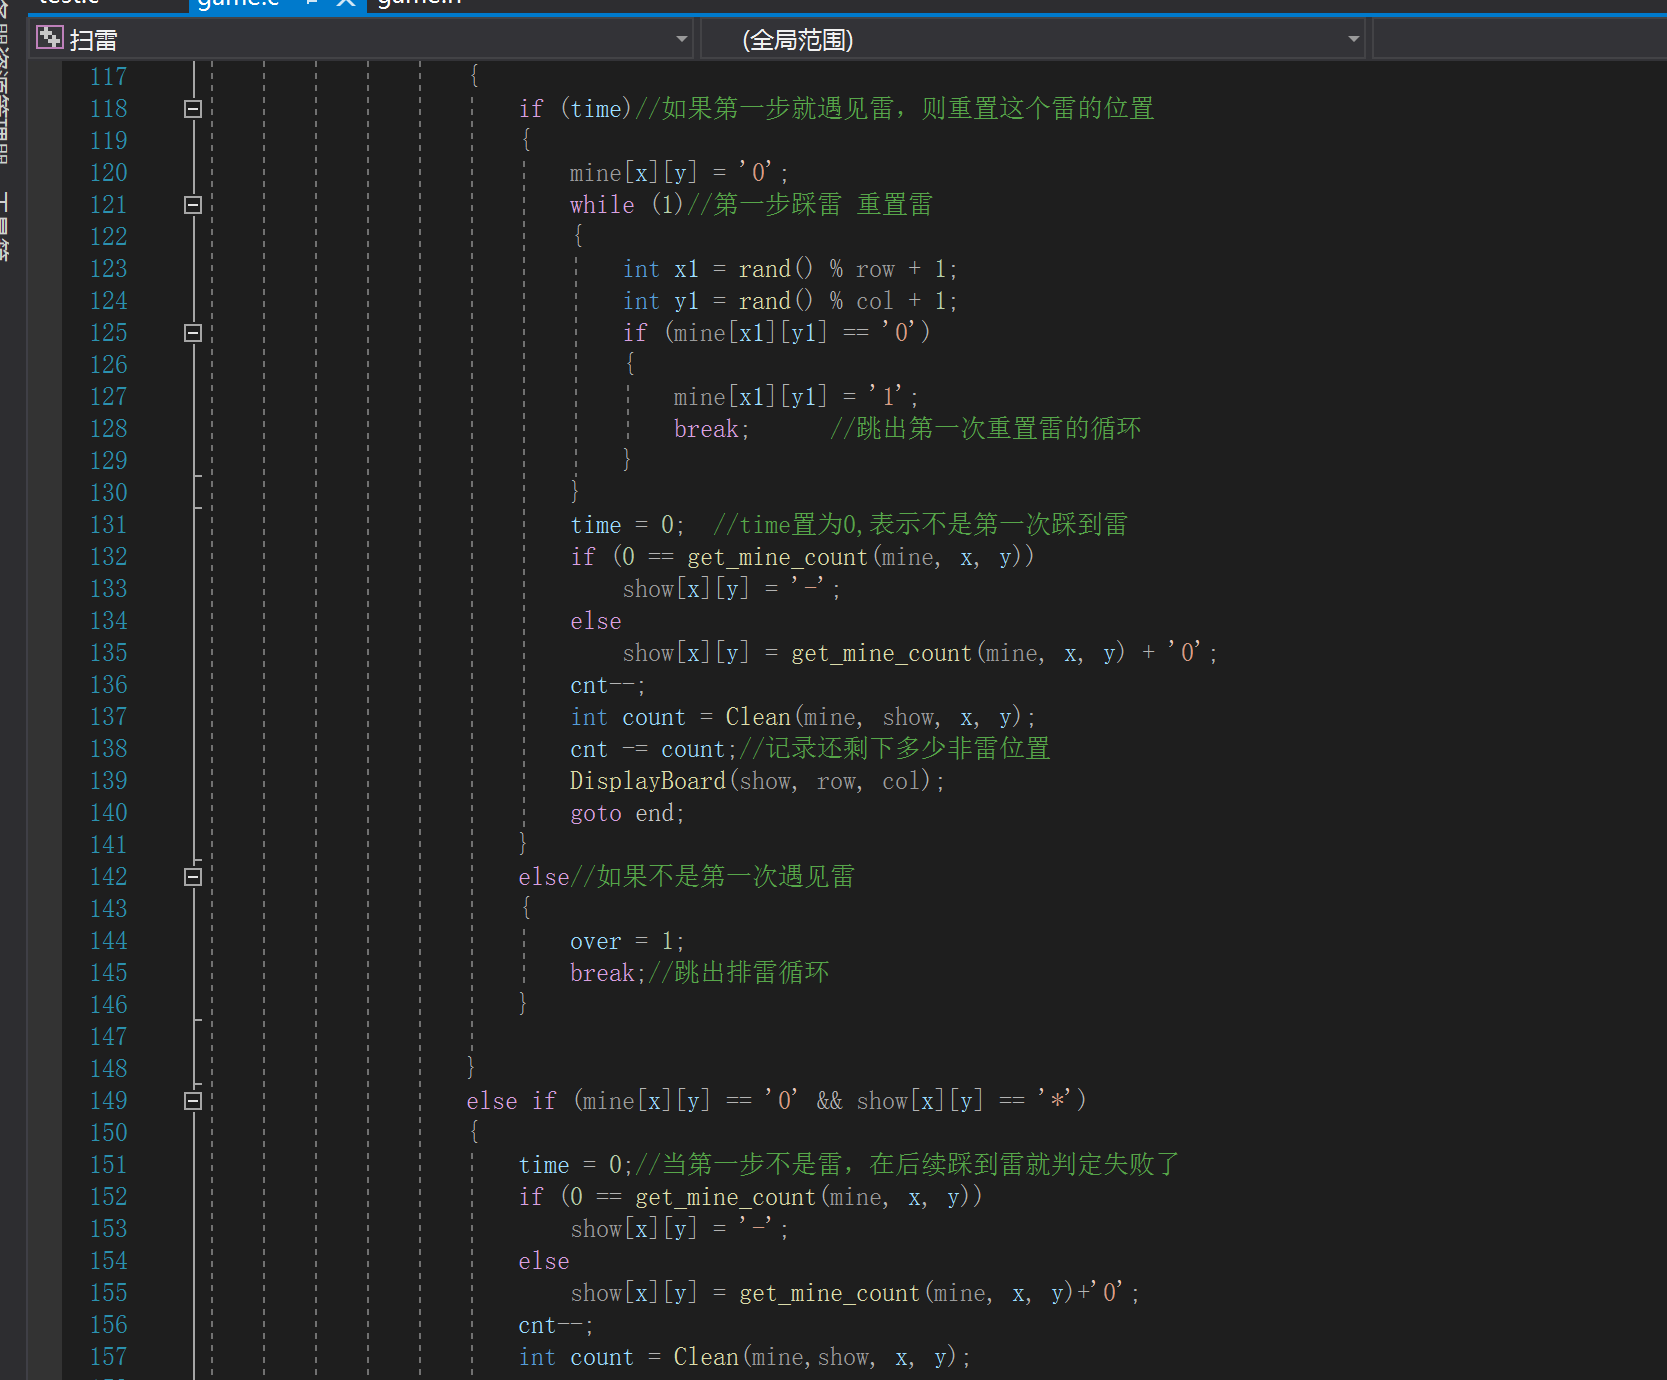 game.c
扫雷
(全局范围)
117 {
118 if (time)//如果第一步就遇见雷，则重置这个雷的位置
119 {
120 mine[x][y] = '0';
121 while (1)//第一步踩雷 重置雷
122 {
123 int x1 = rand() % row + 1;
124 int y1 = rand() % col + 1;
125 if (mine[x1][y1] == '0')
126 {
127 mine[x1][y1] = '1';
128 break; //跳出第一次重置雷的循环
129 }
130 }
131 time = 0; //time置为0,表示不是第一次踩到雷
132 if (0 == get_mine_count(mine, x, y))
133 show[x][y] = '-';
134 else
135 show[x][y] = get_mine_count(mine, x, y) + '0';
136 cnt--;
137 int count = Clean(mine, show, x, y);
138 cnt -= count;//记录还剩下多少非雷位置
139 DisplayBoard(show, row, col);
140 goto end;
141 }
142 else//如果不是第一次遇见雷
143 {
144 over = 1;
145 break;//跳出排雷循环
146 }
147
148 }
149 else if (mine[x][y] == '0' && show[x][y] == '*')
150 {
151 time = 0;//当第一步不是雷，在后续踩到雷就判定失败了
152 if (0 == get_mine_count(mine, x, y))
153 show[x][y] = '-';
154 else
155 show[x][y] = get_mine_count(mine, x, y)+'0';
156 cnt--;
157 int count = Clean(mine,show, x, y);